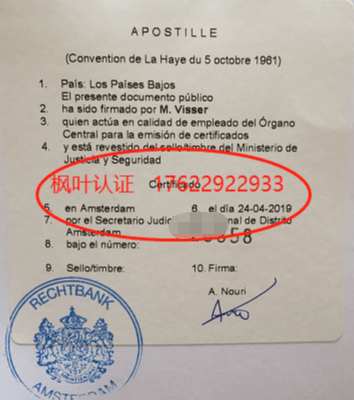 APOSTILLE
(Convention de La Haye du 5 octobre 1961)
1. País: Los Países Bajos
El presente documento público
2. ha sido firmado por M. Visser
3. quien actúa en calidad de empleado del Órgano
Central para la emisión de certificados
4. y está revestido del sello/timbre del Ministerio de
Justicia y Seguridad
Certificado
枫叶认证 17622922933
5. en Amsterdam 6. el día 24-04-2019
7. por el Secretario Judic nal de Distrito
Amsterdam
8. bajo el número: 58
9. Sello/timbre: 10. Firma:
A. Nouri
RECHTBANK
AMSTERDAM